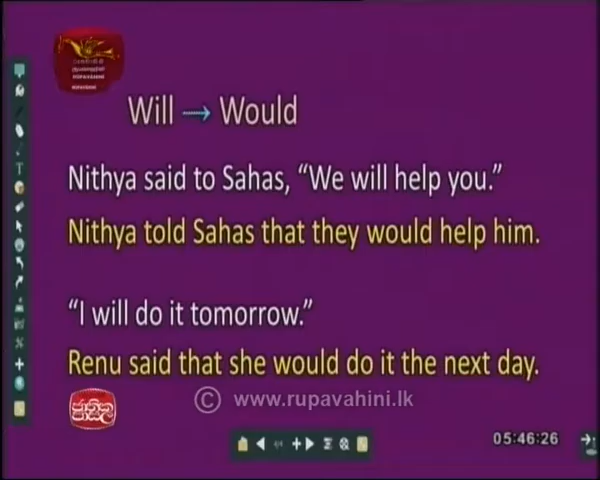 RUPAVAHINI
Will → Would
Nithya said to Sahas, “We will help you.”
Nithya told Sahas that they would help him.
“I will do it tomorrow.”
Renu said that she would do it the next day.
© www.rupavahini.lk
05:46:26